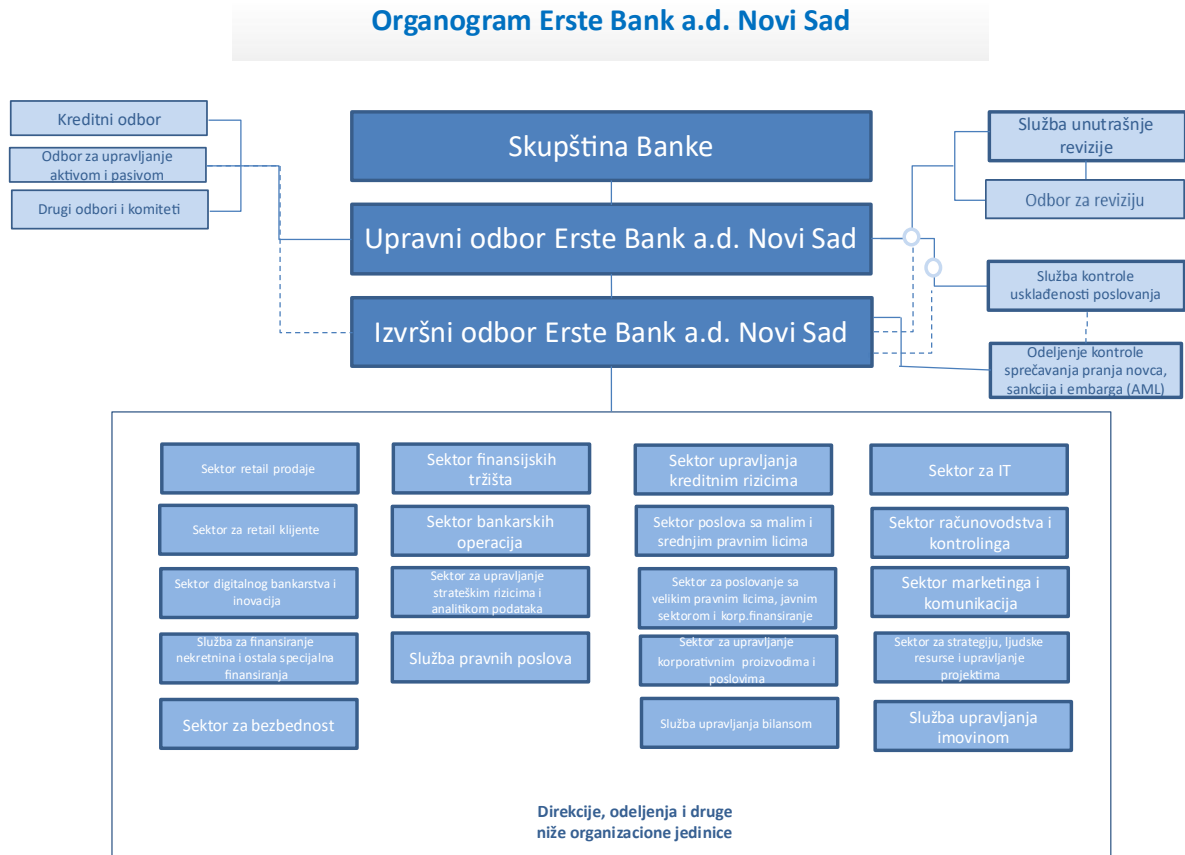 Organogram Erste Bank a.d. Novi Sad
Kreditni odbor
Odbor za upravljanje
aktivom i pasivom
Drugi odbori i komiteti
Skupština Banke
Upravni odbor Erste Bank a.d. Novi Sad
Izvršni odbor Erste Bank a.d. Novi Sad
Služba unutrašnje
revizije
Odbor za reviziju
Služba kontrole
usklađenosti poslovanja
Odeljenje kontrole
sprečavanja pranja novca,
sankcija i embarga (AML)
Sektor retail prodaje
Sektor finansijskih
tržišta
Sektor upravljanja
kreditnim rizicima
Sektor za IT
Sektor za retail klijente
Sektor bankarskih
operacija
Sektor poslova sa malim i
srednjim pravnim licima
Sektor računovodstva i
kontrolinga
Sektor digitalnog bankarstva i
inovacija
Sektor za upravljanje
strateškim rizicima i
analitikom podataka
Sektor za poslovanje sa
velikim pravnim licima, javnim
sektorom i korp.finansiranje
Sektor marketinga i
komunikacija
Služba za finansiranje
nekretnina i ostala specijalna
finansiranja
Služba pravnih poslova
Sektor za upravljanje
korporativnim proizvodima i
poslovima
Sektor za strategiju, ljudske
resurse i upravljanje
projektima
Sektor za bezbednost
Služba upravljanja bilansom
Služba upravljanja
imovinom
Direkcije, odeljenja i druge
niže organizacione jedinice